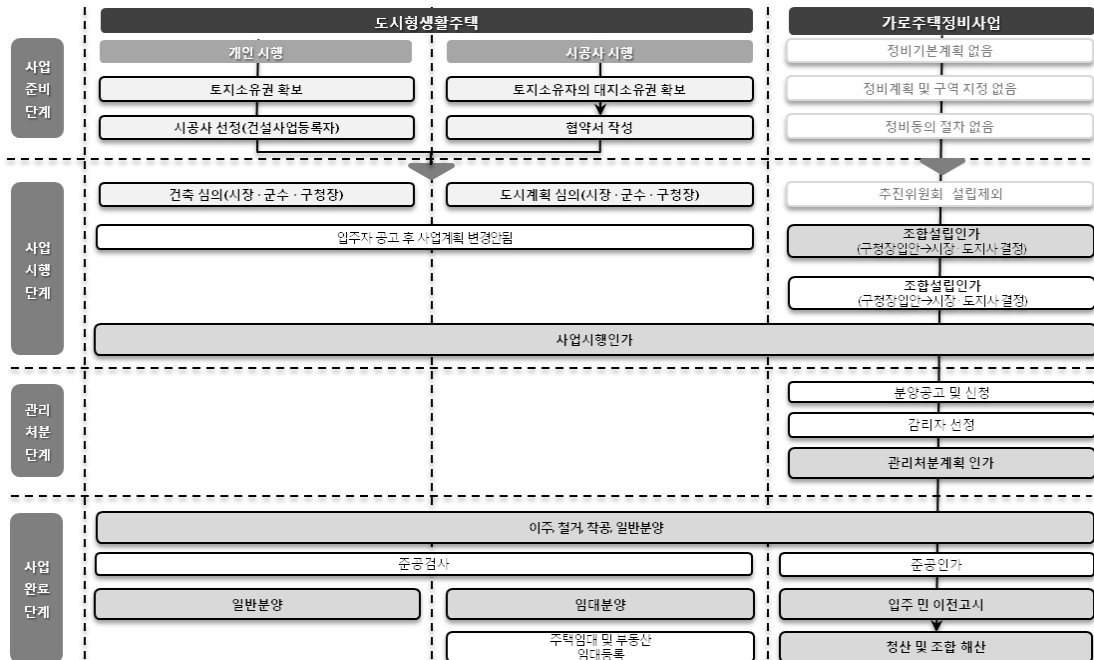 도시형생활주택
가로주택정비사업
사업
준비
단계
개인 시행
시공사 시행
정비기본계획 없음
토지소유권 확보
토지소유자의 대지소유권 확보
정비계획 및 구역 지정 없음
시공사 선정(건설사업등록자)
협약서 작성
정비동의 절차 없음
사업
시행
단계
건축 심의(시장·군수·구청장)
도시계획 심의(시장·군수·구청장)
추진위원회 설립제외
입주자 공고 후 사업계획 변경안됨
조합설립인가
(구청장입안→시장·도지사 결정)
조합설립인가
(구청장입안→시장·도지사 결정)
사업시행인가
관리
처분
단계
분양공고 및 신청
감리자 선정
관리처분계획 인가
사업
완료
단계
이주, 철거, 착공, 일반분양
준공검사
준공인가
일반분양
임대분양
입주 민 이전고시
주택임대 및 부동산
임대등록
청산 및 조합 해산